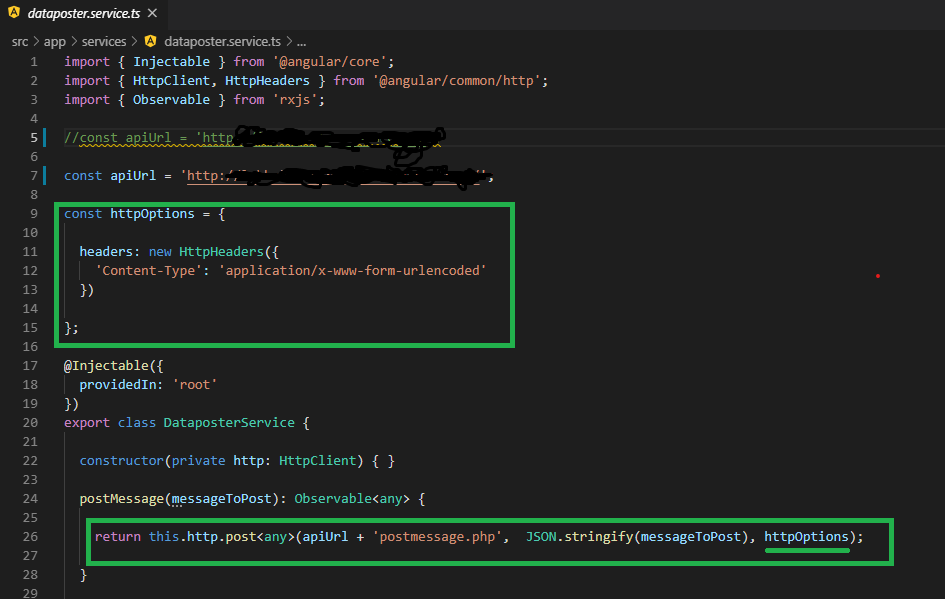 dataposter.service.ts
src > app > services > dataposter.service.ts > ...
1 import { Injectable } from '@angular/core';
2 import { HttpClient, HttpHeaders } from '@angular/common/http';
3 import { Observable } from 'rxjs';
4
5 //const apiUrl = 'http
6
7 const apiUrl = 'http://
8
9 const httpOptions = {
10
11 headers: new HttpHeaders({
12 'Content-Type': 'application/x-www-form-urlencoded'
13 })
14
15 };
16
17 @Injectable({
18 providedIn: 'root'
19 })
20 export class DataposterService {
21
22 constructor(private http: HttpClient) { }
23
24 postMessage(messageToPost): Observable<any> {
25
26 return this.http.post<any>(apiUrl + 'postmessage.php', JSON.stringify(messageToPost), httpOptions);
27
28 }
29